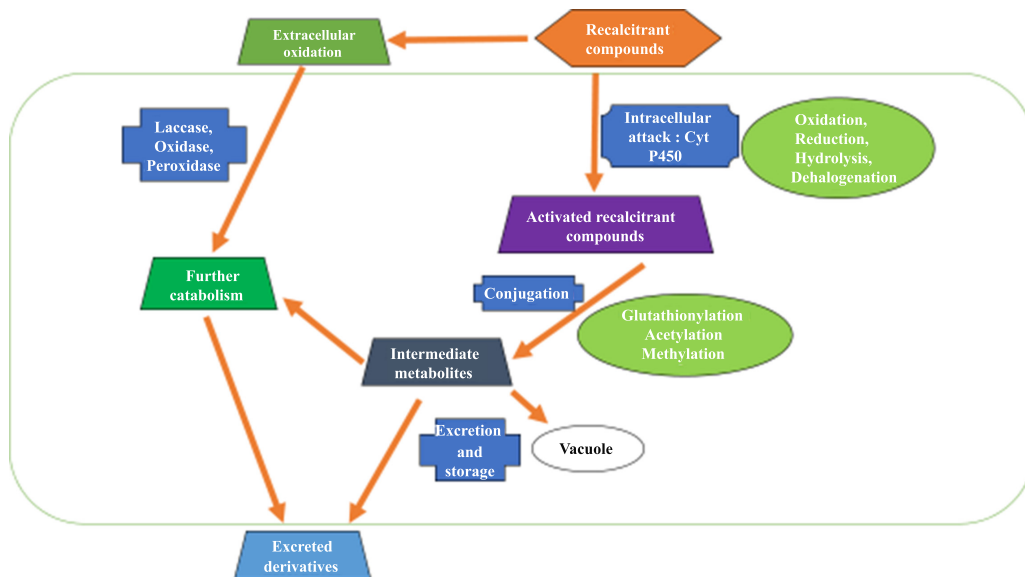 Extracellular
oxidation
Recalcitrant
compounds
Laccase,
Oxidase,
Peroxidase
Intracellular
attack : Cyt
P450
Oxidation,
Reduction,
Hydrolysis,
Dehalogenation
Activated recalcitrant
compounds
Further
catabolism
Conjugation
Glutathionylation
Acetylation
Methylation
Intermediate
metabolites
Excretion
and
storage
Vacuole
Excreted
derivatives